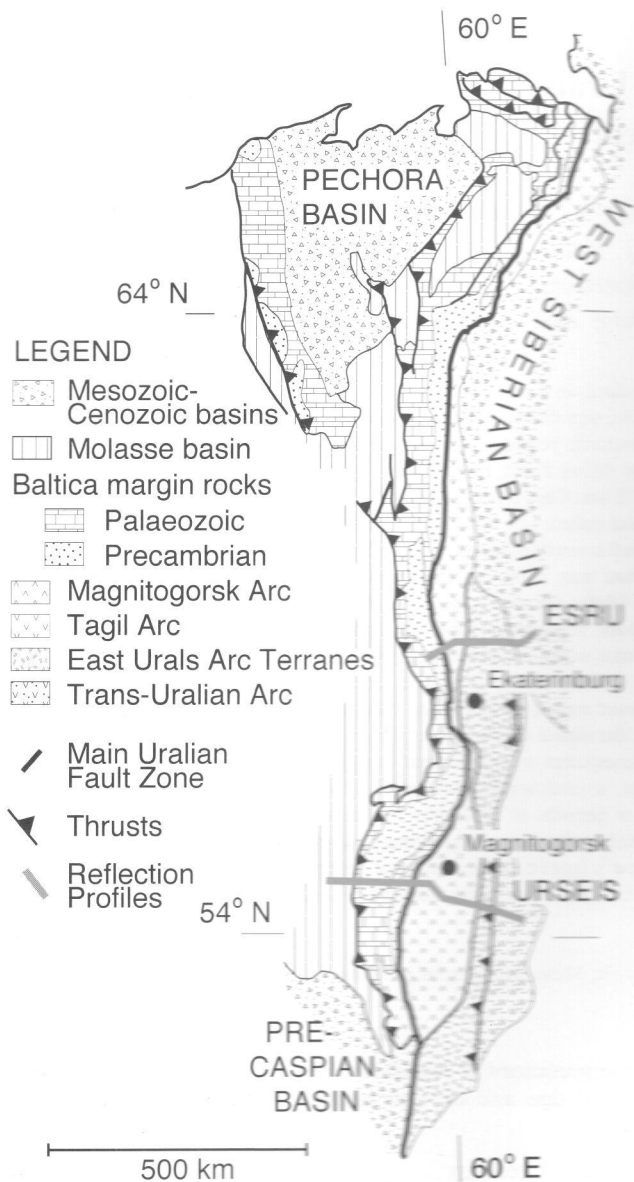 60° E
PECHORA
BASIN
64° N
WEST SIBERIAN BASIN
LEGEND
Mesozoic-
Cenozoic basins
Molasse basin
Baltica margin rocks
Palaeozoic
Precambrian
Magnitogorsk Arc
Tagil Arc
East Urals Arc Terranes
Trans-Uralian Arc
Main Uralian
Fault Zone
Thrusts
Reflection
Profiles
ESRU
Ekaterinburg
Magnitogorsk
URSEIS
54° N
PRE-
CASPIAN
BASIN
500 km
60° E